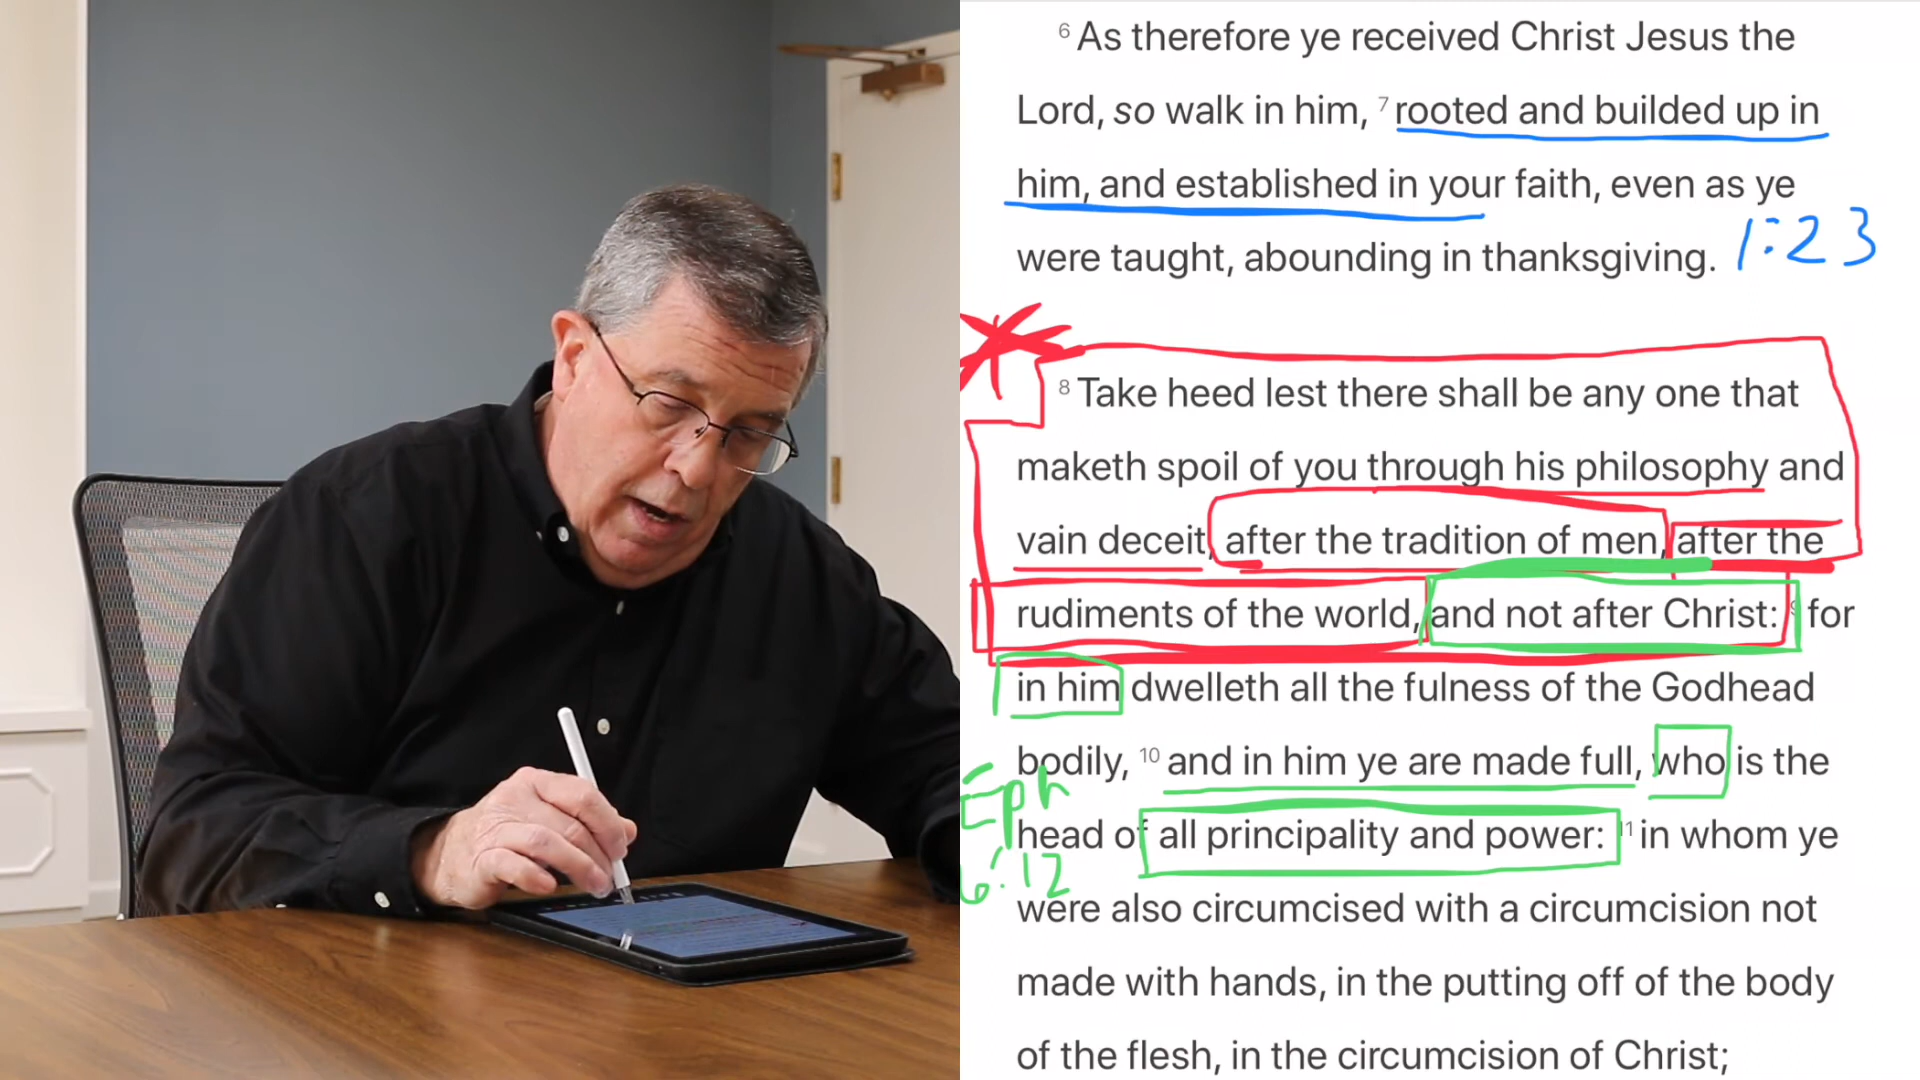 6 As therefore ye received Christ Jesus the
Lord, so walk in him, 7 rooted and builded up in
him, and established in your faith, even as ye
were taught, abounding in thanksgiving. 1:23
8 Take heed lest there shall be any one that
maketh spoil of you through his philosophy and
vain deceit, after the tradition of men, after the
rudiments of the world, and not after Christ: 9 for
in him dwelleth all the fulness of the Godhead
bodily, 10 and in him ye are made full, who is the
Eph
head of all principality and power: 11 in whom ye
6:12
were also circumcised with a circumcision not
made with hands, in the putting off of the body
of the flesh, in the circumcision of Christ;